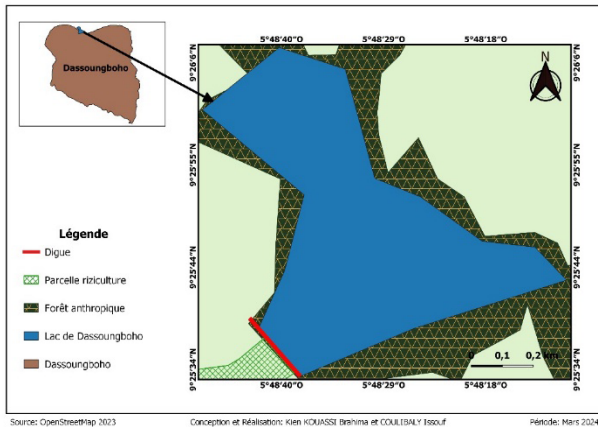 Dassoungboho
5°48'40"O 5°48'29"O 5°48'18"O
9°26'6"N 9°26'6"N
N
9°25'55"N 9°25'55"N
9°25'44"N 9°25'44"N
9°25'34"N 9°25'34"N
Légende
Digue
Parcelle riziculture
Forêt anthropique
Lac de Dassoungboho
Dassoungboho
0 0,1 0,2 km
5°48'40"O 5°48'29"O 5°48'18"O
Source: OpenStreetMap 2023 Conception et Réalisation: Kien KOUASSI Brahima et COULIBALY Issouf Période: Mars 2024